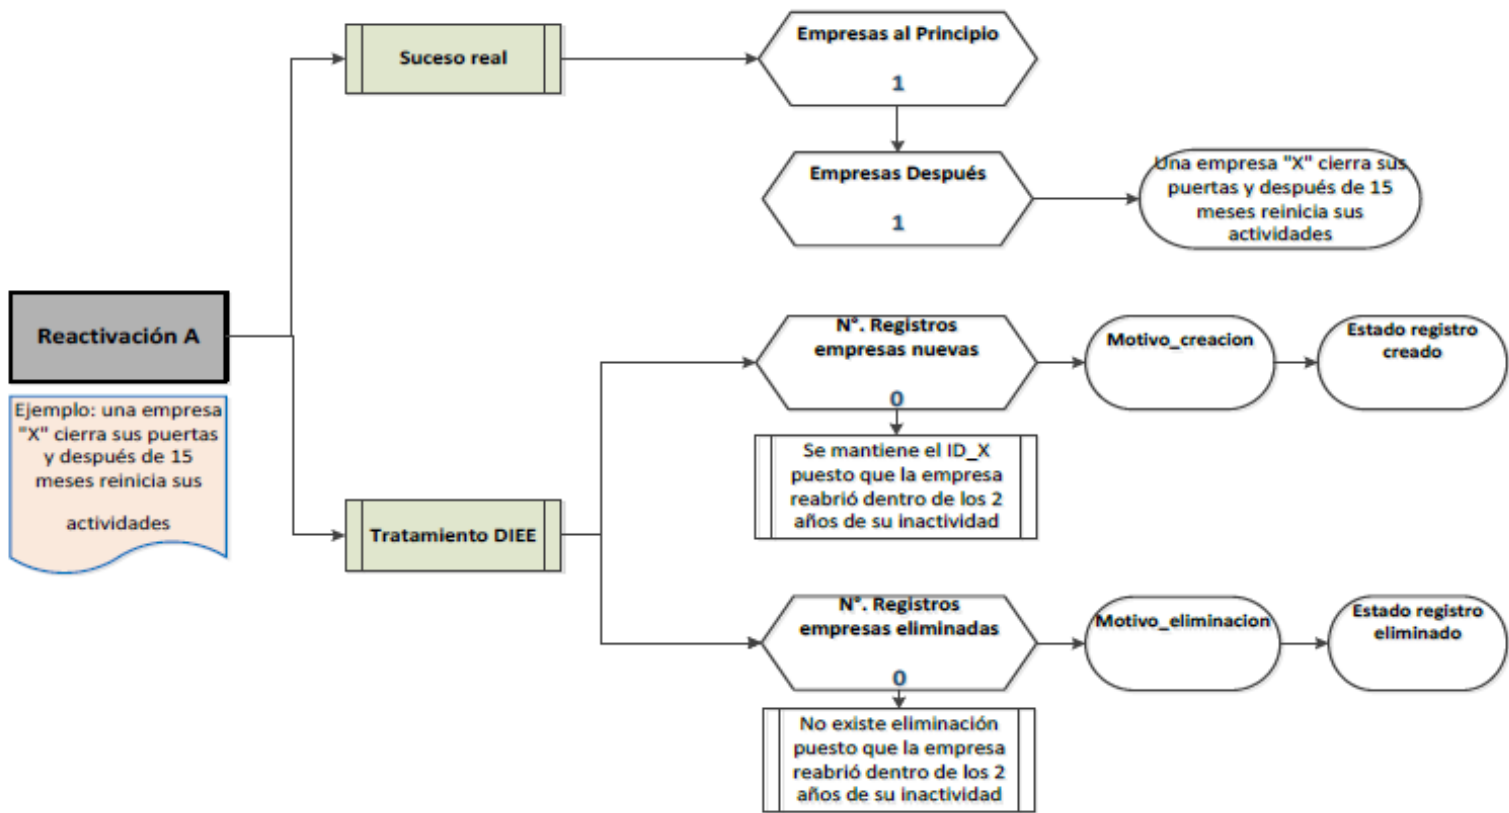 Suceso real
Empresas al Principio
1
Empresas Después
1
Una empresa "X" cierra sus
puertas y después de 15
meses reinicia sus
actividades
Reactivación A
Ejemplo: una empresa
"X" cierra sus puertas
y después de 15
meses reinicia sus
actividades
Tratamiento DIEE
N°. Registros
empresas nuevas
0
Motivo_creacion
Estado registro
creado
Se mantiene el ID_X
puesto que la empresa
reabrió dentro de los 2
años de su inactividad
N°. Registros
empresas eliminadas
0
Motivo_eliminacion
Estado registro
eliminado
No existe eliminación
puesto que la empresa
reabrió dentro de los 2
años de su inactividad